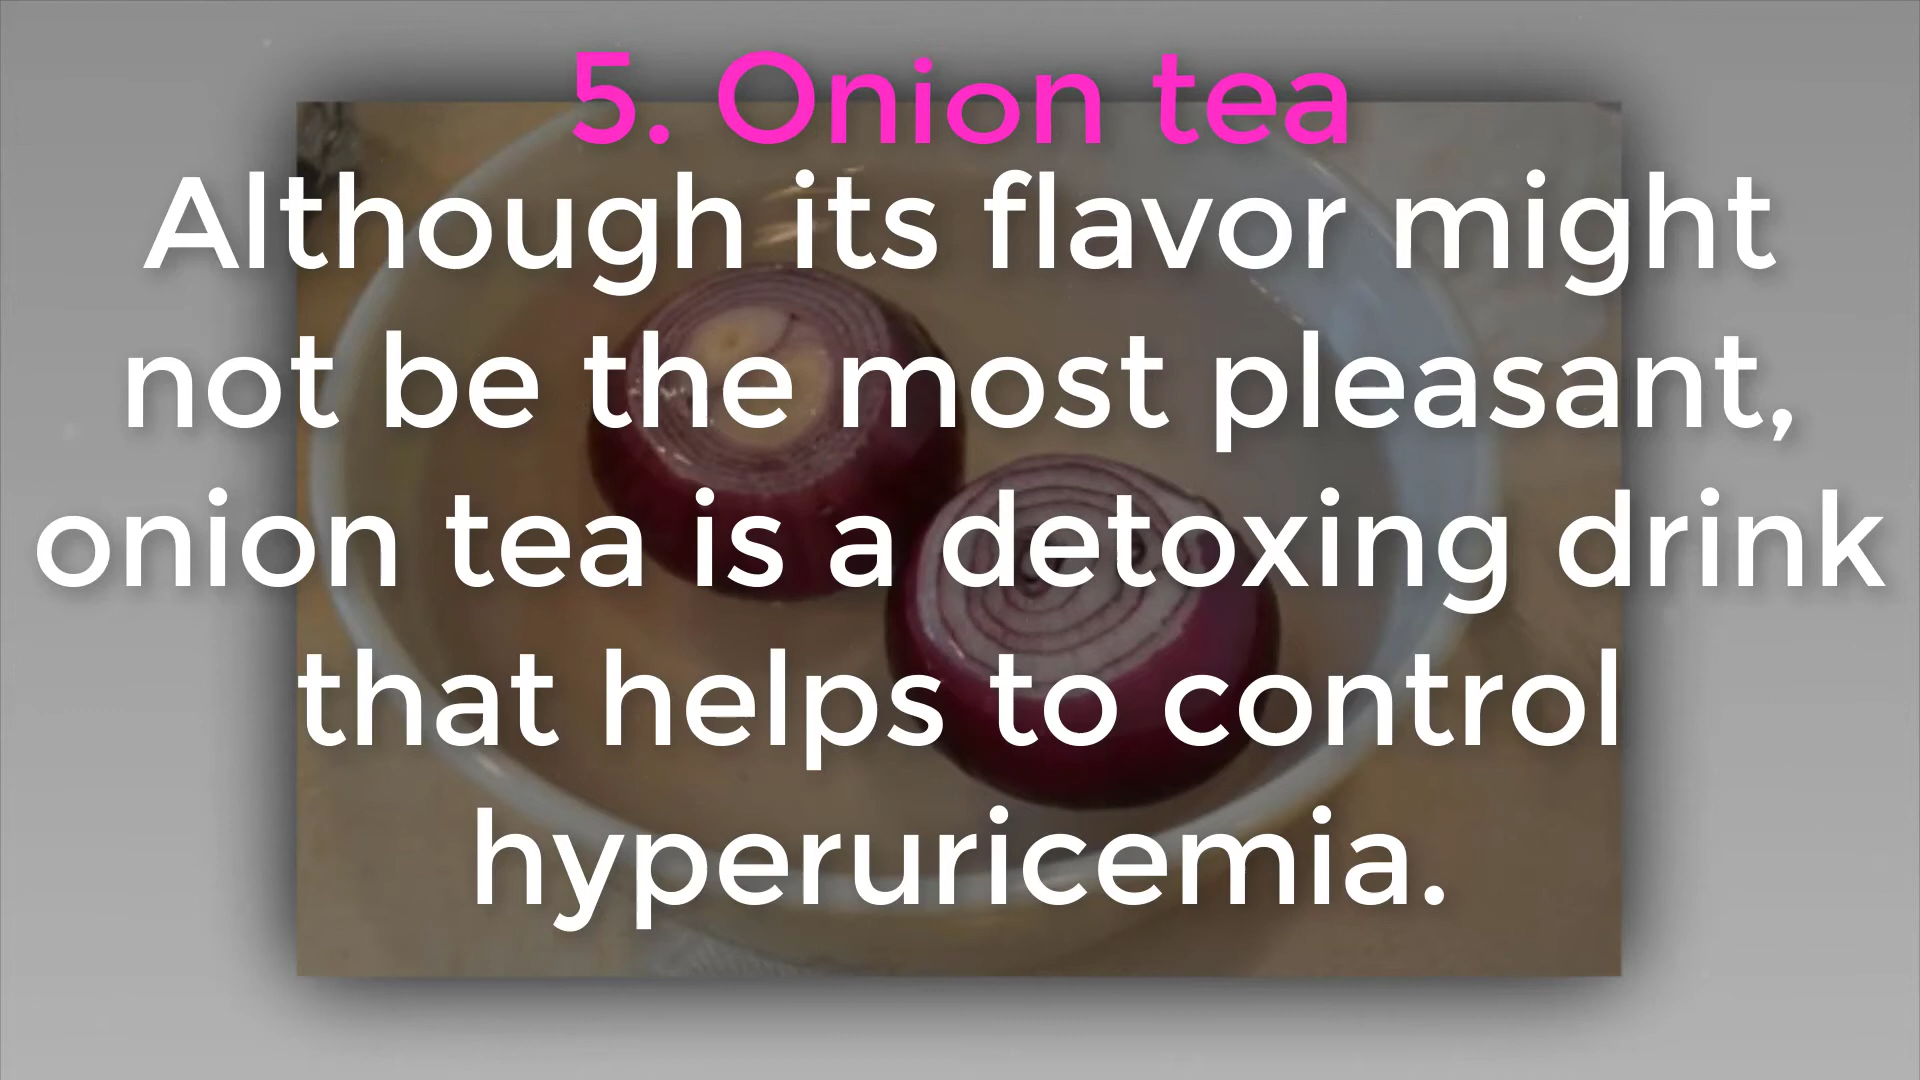 5. Onion tea
Although its flavor might
not be the most pleasant,
onion tea is a detoxing drink
that helps to control
hyperuricemia.